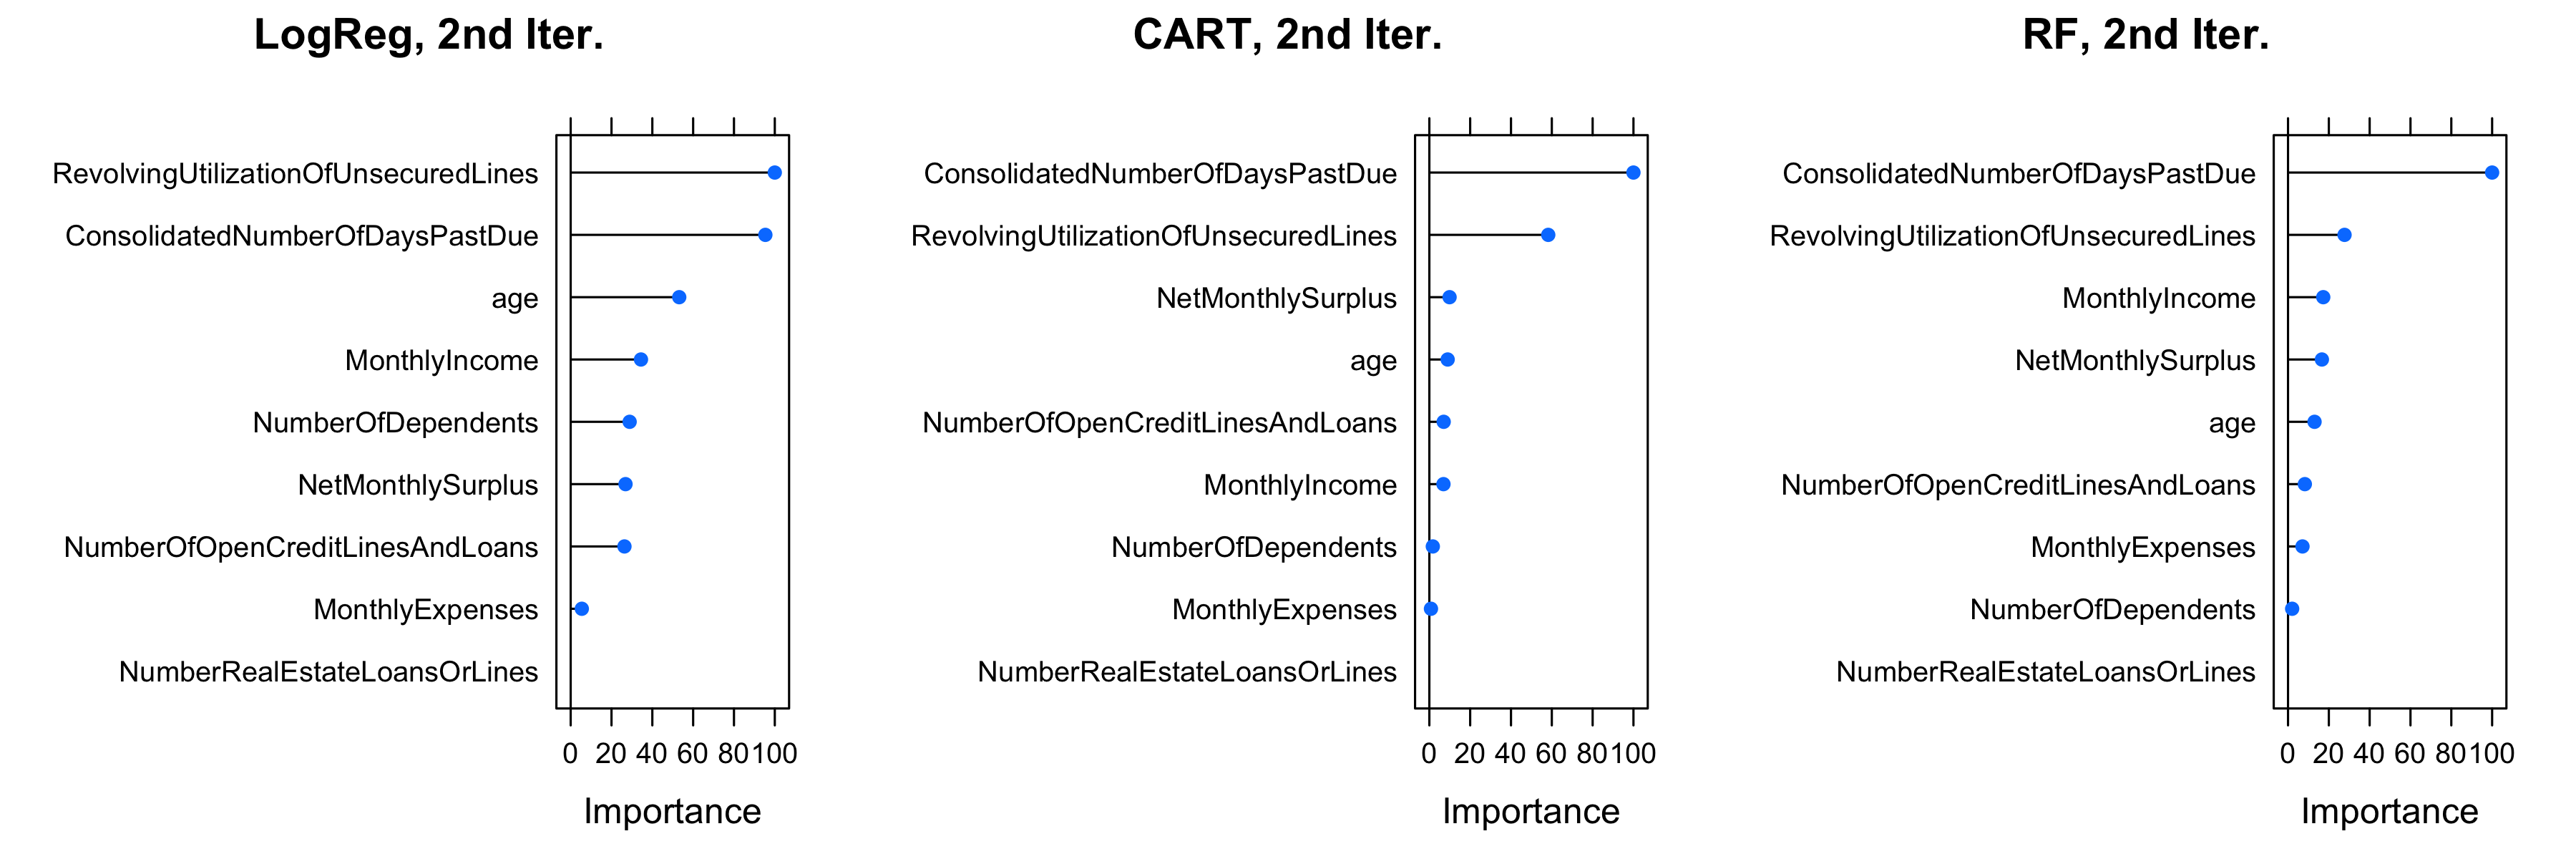 LogReg, 2nd Iter.
RevolvingUtilizationOfUnsecuredLines
ConsolidatedNumberOfDaysPastDue
age
MonthlyIncome
NumberOfDependents
NetMonthlySurplus
NumberOfOpenCreditLinesAndLoans
MonthlyExpenses
NumberRealEstateLoansOrLines
0 20 40 60 80 100
Importance
CART, 2nd Iter.
ConsolidatedNumberOfDaysPastDue
RevolvingUtilizationOfUnsecuredLines
NetMonthlySurplus
age
NumberOfOpenCreditLinesAndLoans
MonthlyIncome
NumberOfDependents
MonthlyExpenses
NumberRealEstateLoansOrLines
0 20 40 60 80 100
Importance
RF, 2nd Iter.
ConsolidatedNumberOfDaysPastDue
RevolvingUtilizationOfUnsecuredLines
MonthlyIncome
NetMonthlySurplus
age
NumberOfOpenCreditLinesAndLoans
MonthlyExpenses
NumberOfDependents
NumberRealEstateLoansOrLines
0 20 40 60 80 100
Importance